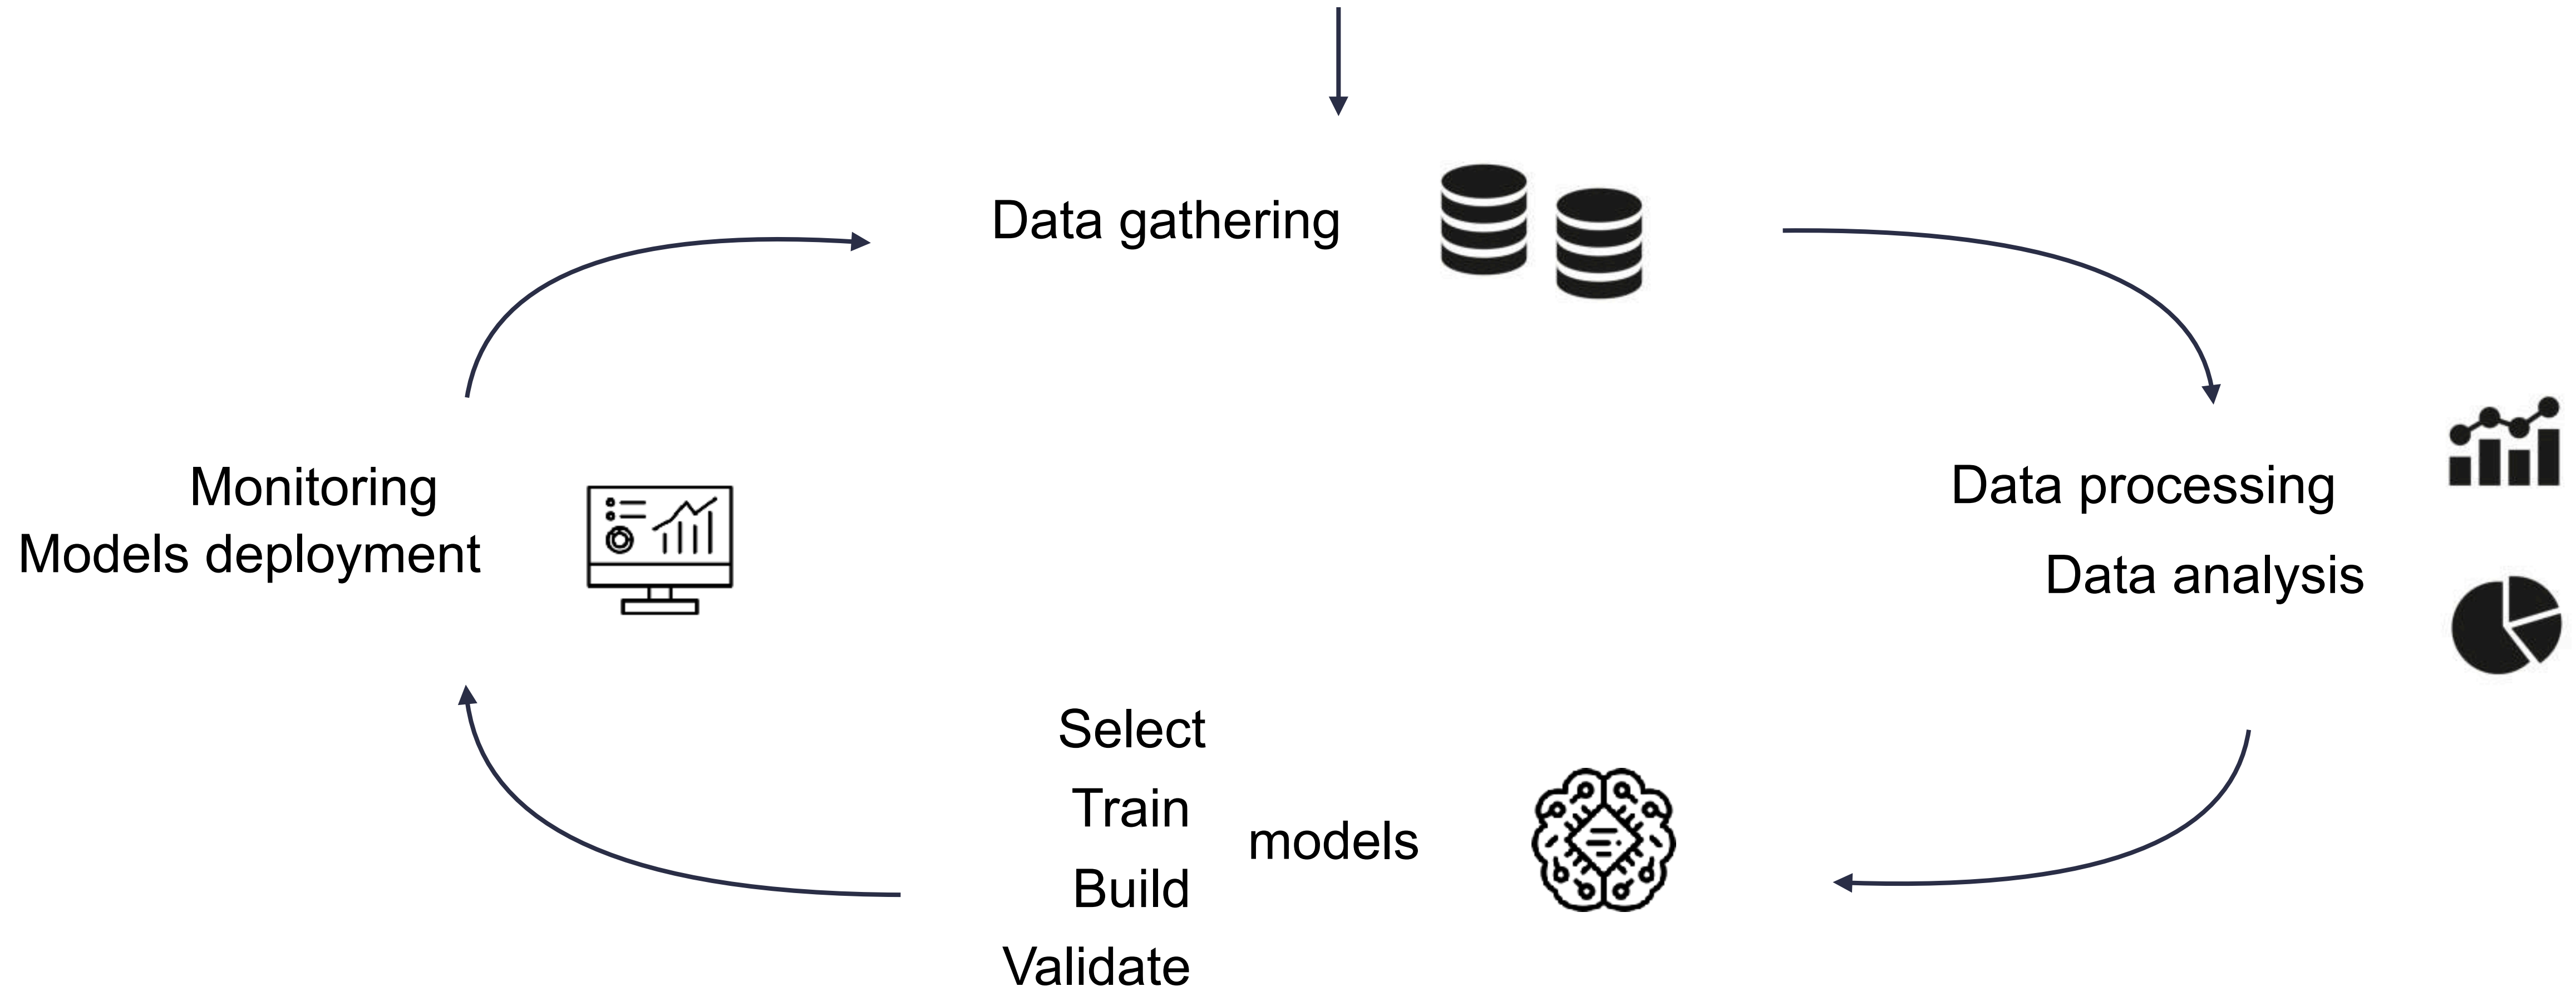 Data gathering
Data processing
Data analysis
Select
Train
models
Build
Validate
Monitoring
Models deployment